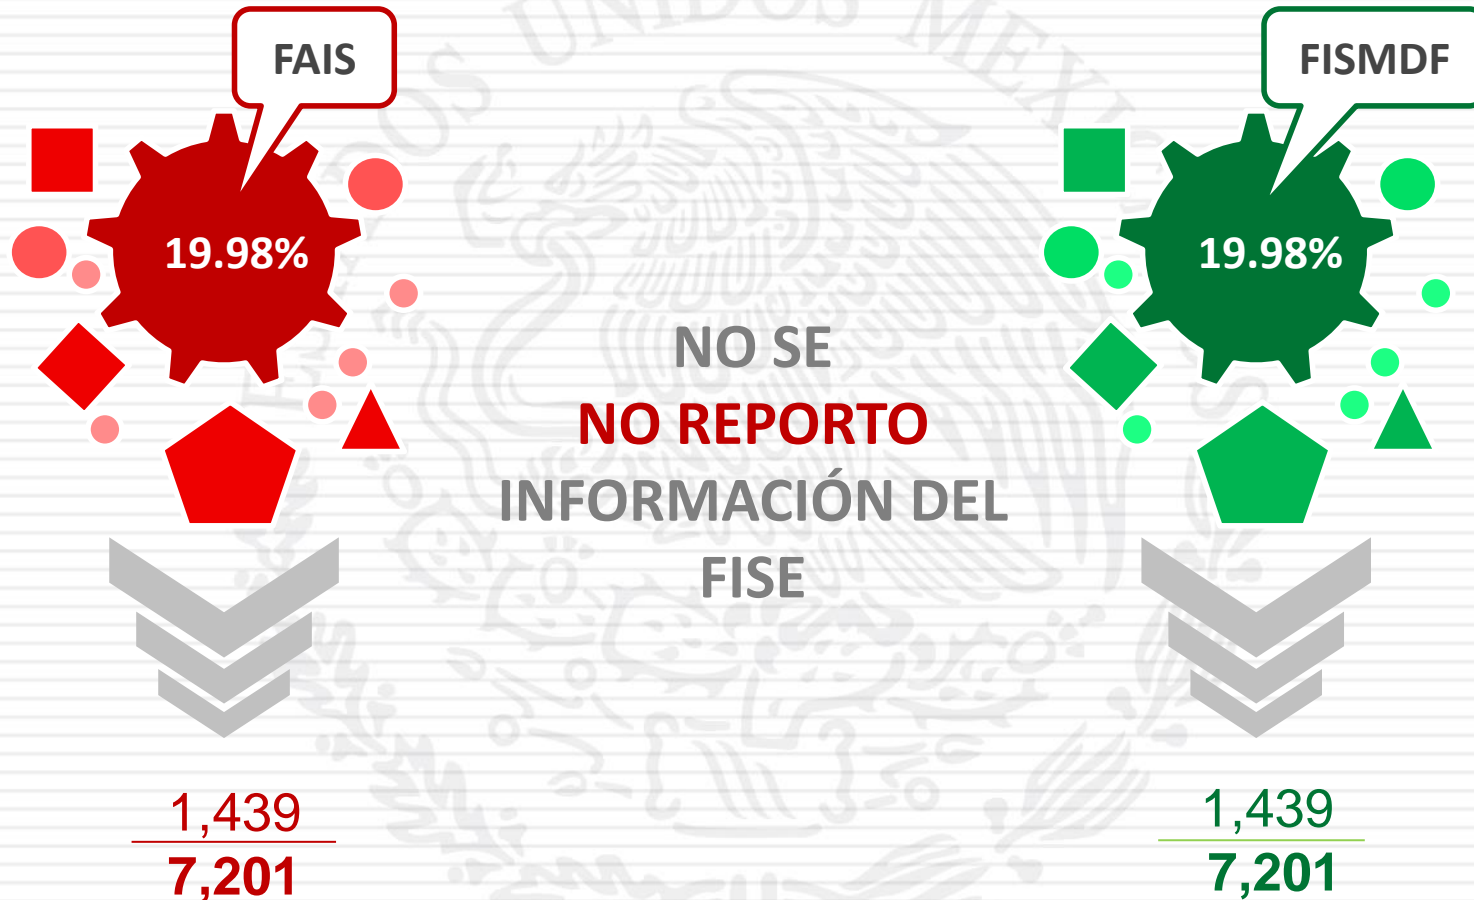 FAIS
19.98%
1,439
7,201
NO SE
NO REPORTO
INFORMACIÓN DEL
FISE
FISMDF
19.98%
1,439
7,201